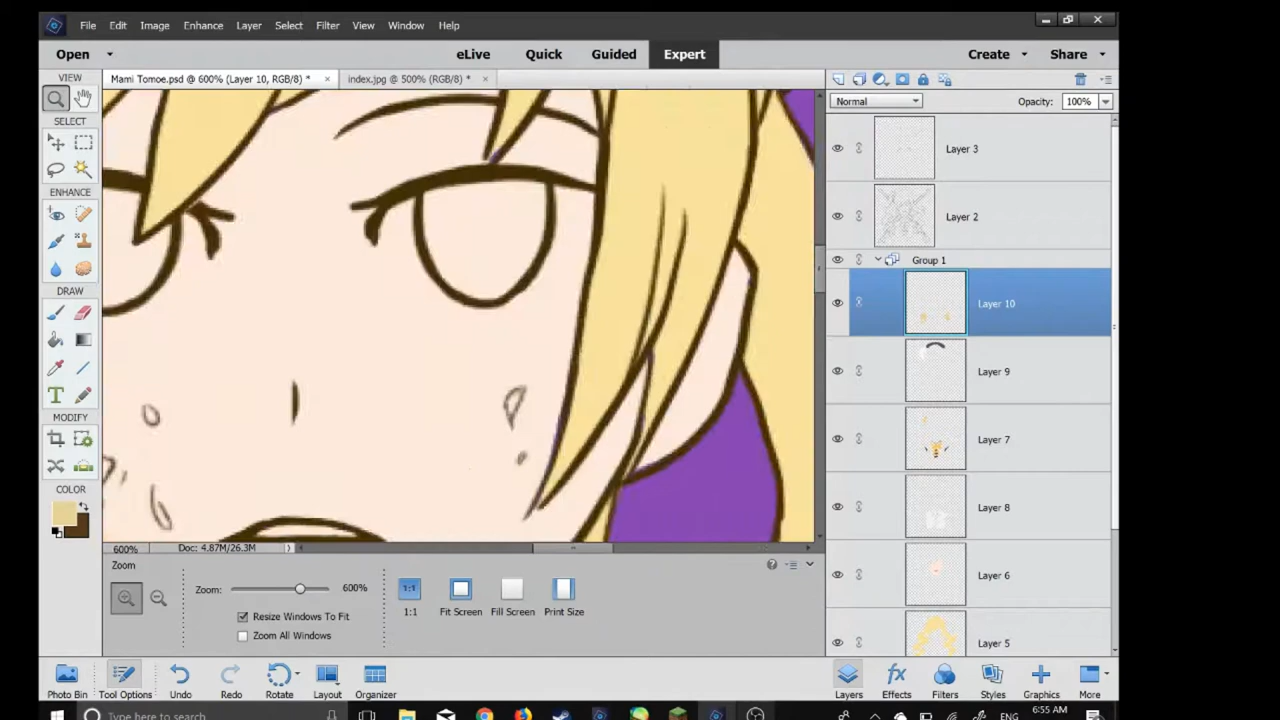 File Edit Image Enhance Layer Select Filter View Window Help
Open eLive Quick Guided Expert Create Share
VIEW
Mami Tomoe.psd @ 600% (Layer 10, RGB/8) * × index.jpg @ 500% (RGB/8) * ×
Normal Opacity: 100%
SELECT
Layer 3
ENHANCE
Layer 2
Group 1
DRAW
Layer 10
T
Layer 9
MODIFY
Layer 7
COLOR
Layer 8
600% Doc: 4.87M/26.3M
Zoom
Layer 6
Zoom: 600% 1:1
1:1 Fit Screen Fill Screen Print Size
Resize Windows To Fit
Zoom All Windows
Layer 5
fx
Photo Bin Tool Options Undo Redo Rotate Layout Organizer Layers Effects Filters Styles Graphics More
Type here to search ENG 6:55 AM